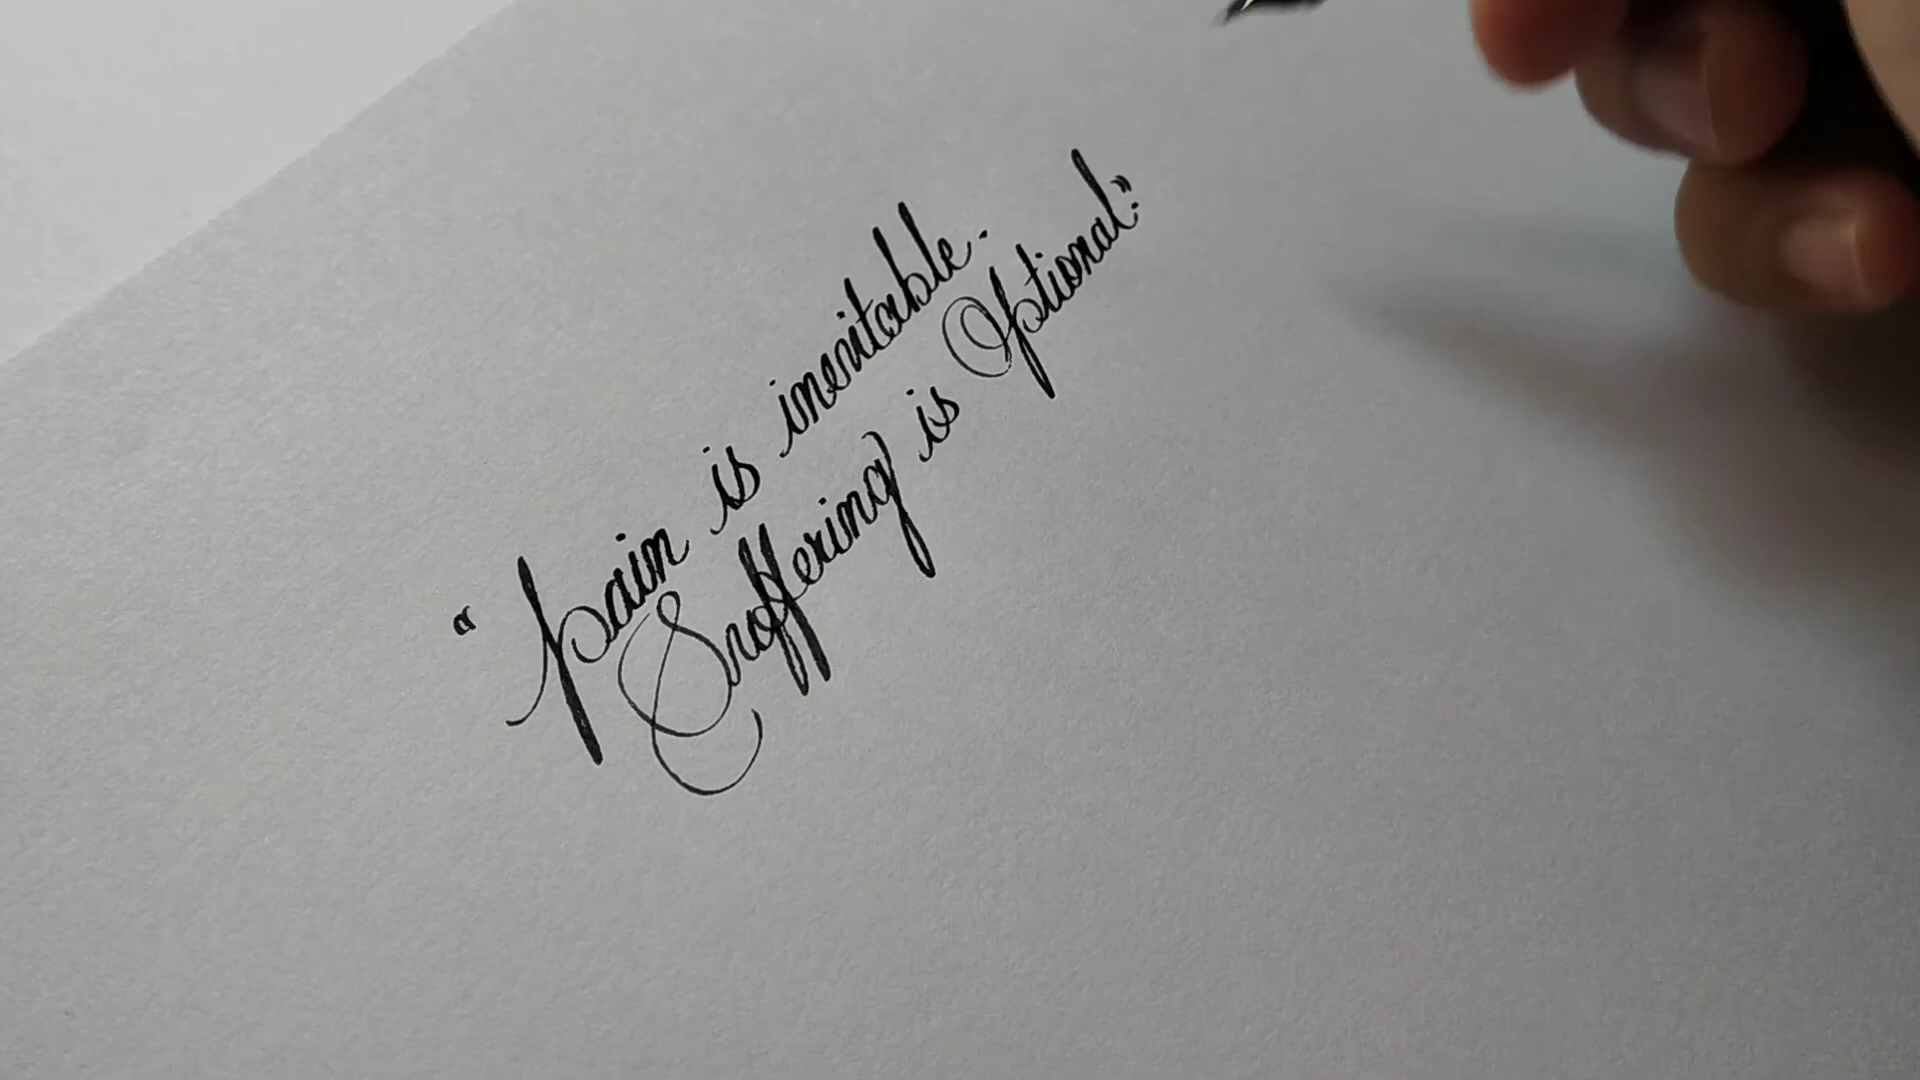 "pain is inevitable.
Suffering is Optional."